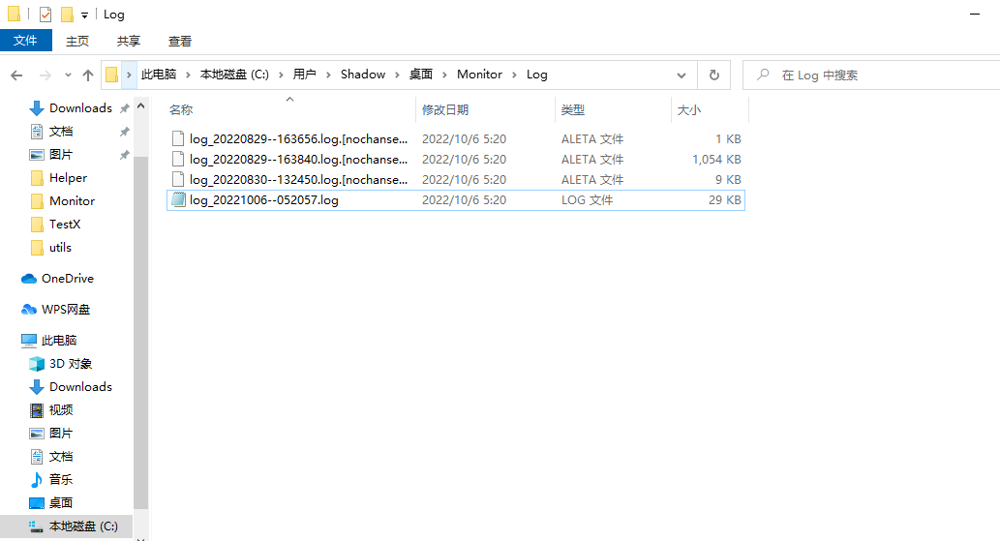 Log
文件 主页 共享 查看
此电脑 本地磁盘 (C:) 用户 Shadow 桌面 Monitor Log 在 Log 中搜索
名称 修改日期 类型 大小
log_20220829--163656.log.[nochanse... 2022/10/6 5:20 ALETA 文件 1 KB
log_20220829--163840.log.[nochanse... 2022/10/6 5:20 ALETA 文件 1,054 KB
log_20220830--132450.log.[nochanse... 2022/10/6 5:20 ALETA 文件 9 KB
log_20221006--052057.log 2022/10/6 5:20 LOG 文件 29 KB
Downloads
文档
图片
Helper
Monitor
TestX
utils
OneDrive
WPS网盘
此电脑
3D 对象
Downloads
视频
图片
文档
音乐
桌面
本地磁盘 (C:)